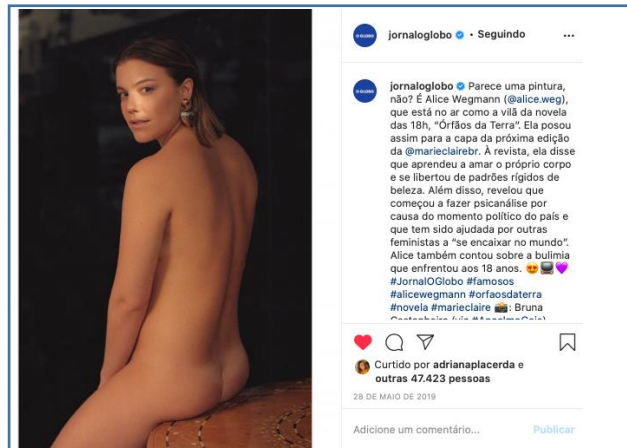 jornaloglobo • Seguindo ...
jornaloglobo Parece uma pintura,
não? É Alice Wegmann (@alice.weg),
que está no ar como a vilã da novela
das 18h, “Órfãos da Terra”. Ela posou
assim para a capa da próxima edição
da @marieclairebr. À revista, ela disse
que aprendeu a amar o próprio corpo
e se libertou de padrões rígidos de
beleza. Além disso, revelou que
começou a fazer psicanálise por
causa do momento político do país e
que tem sido ajudada por outras
feministas a “se encaixar no mundo”.
Alice também contou sobre a bulimia
que enfrentou aos 18 anos. 😍📺💜
#JornalOGlobo #famosos
#alicewegmann #orfaosdaterra
#novela #marieclaire 📸: Bruna
Curtido por adrianaplacerda e
outras 47.423 pessoas
28 DE MAIO DE 2019
Adicione um comentário... Publicar